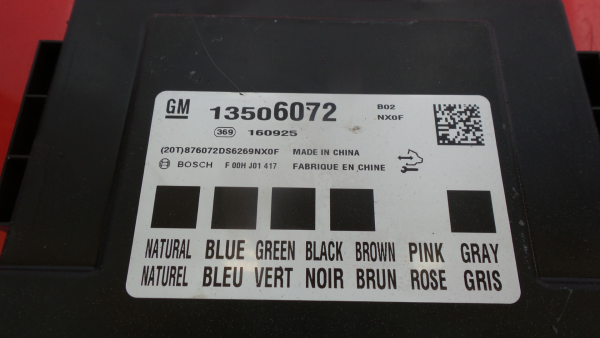 GM 13506072 B02
NX0F
369 160925
(20T)876072DS6269NX0F MADE IN CHINA
BOSCH F 00H J01 417 FABRIQUE EN CHINE
NATURAL BLUE GREEN BLACK BROWN PINK GRAY
NATUREL BLEU VERT NOIR BRUN ROSE GRIS